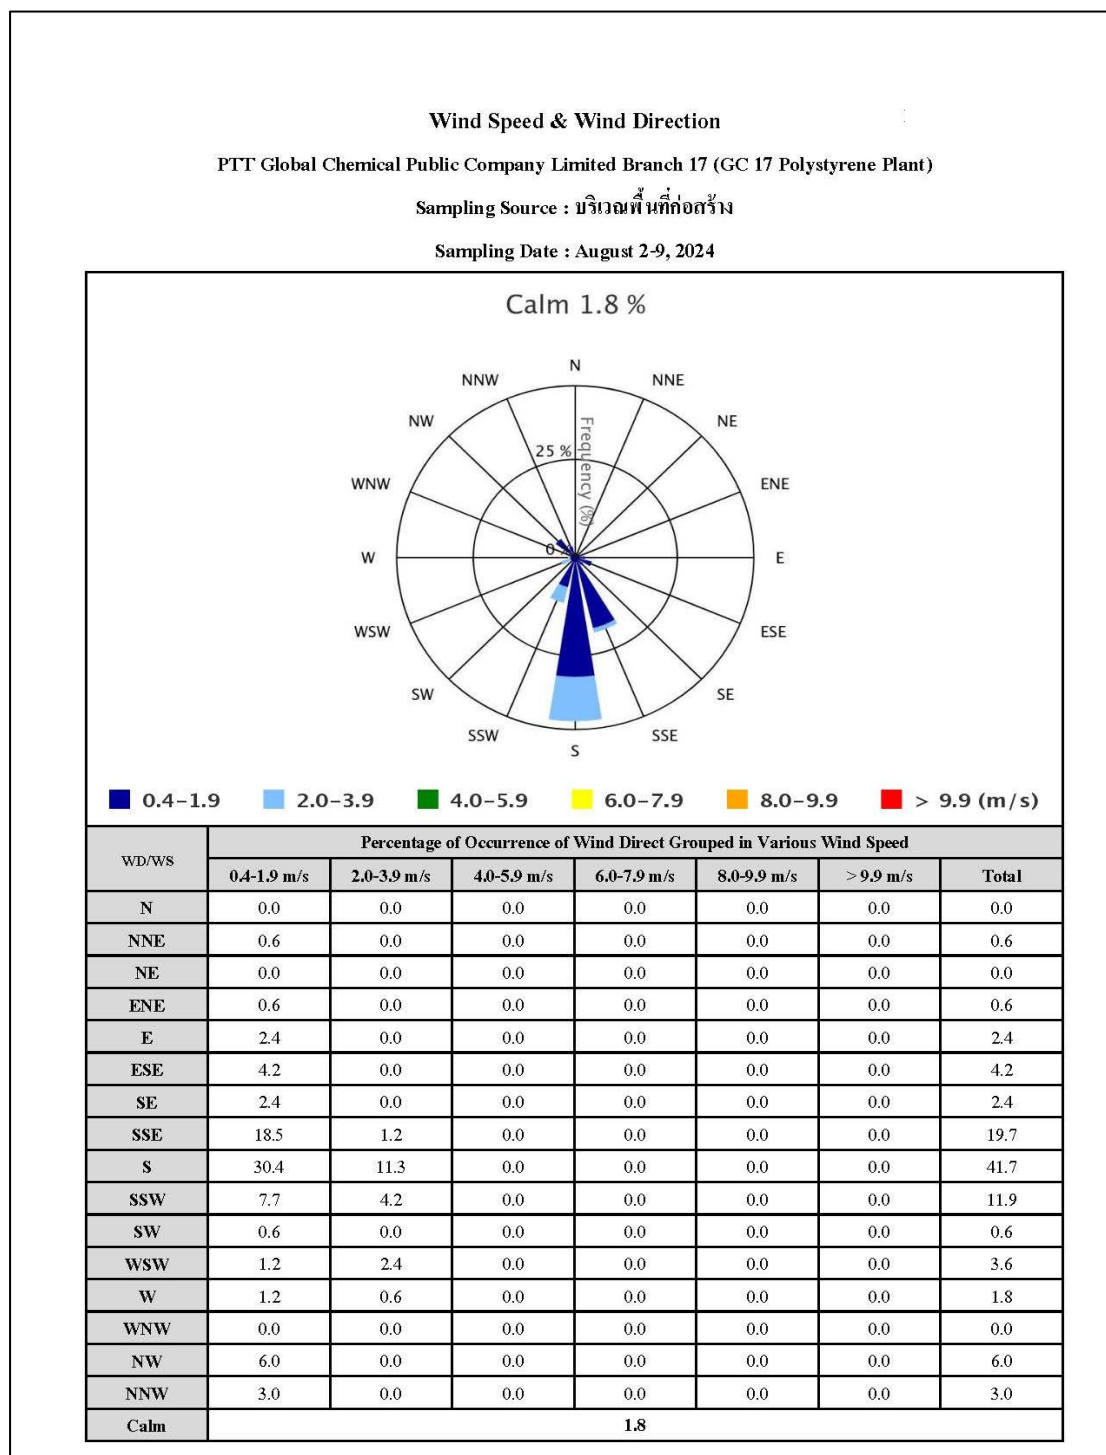 Wind Speed & Wind Direction
PTT Global Chemical Public Company Limited Branch 17 (GC 17 Polystyrene Plant)
Sampling Source : บริเวณพื้นที่ก่อสร้าง
Sampling Date : August 2-9, 2024
Calm 1.8 %
N
NNW NNE
NW NE
25 %
Frequency (%)
WNW ENE
0 %
W E
WSW ESE
SW SE
SSW SSE
S
0.4-1.9 2.0-3.9 4.0-5.9 6.0-7.9 8.0-9.9 > 9.9 (m/s)
WD/WS Percentage of Occurrence of Wind Direct Grouped in Various Wind Speed
0.4-1.9 m/s 2.0-3.9 m/s 4.0-5.9 m/s 6.0-7.9 m/s 8.0-9.9 m/s > 9.9 m/s Total
N 0.0 0.0 0.0 0.0 0.0 0.0 0.0
NNE 0.6 0.0 0.0 0.0 0.0 0.0 0.6
NE 0.0 0.0 0.0 0.0 0.0 0.0 0.0
ENE 0.6 0.0 0.0 0.0 0.0 0.0 0.6
E 2.4 0.0 0.0 0.0 0.0 0.0 2.4
ESE 4.2 0.0 0.0 0.0 0.0 0.0 4.2
SE 2.4 0.0 0.0 0.0 0.0 0.0 2.4
SSE 18.5 1.2 0.0 0.0 0.0 0.0 19.7
S 30.4 11.3 0.0 0.0 0.0 0.0 41.7
SSW 7.7 4.2 0.0 0.0 0.0 0.0 11.9
SW 0.6 0.0 0.0 0.0 0.0 0.0 0.6
WSW 1.2 2.4 0.0 0.0 0.0 0.0 3.6
W 1.2 0.6 0.0 0.0 0.0 0.0 1.8
WNW 0.0 0.0 0.0 0.0 0.0 0.0 0.0
NW 6.0 0.0 0.0 0.0 0.0 0.0 6.0
NNW 3.0 0.0 0.0 0.0 0.0 0.0 3.0
Calm 1.8